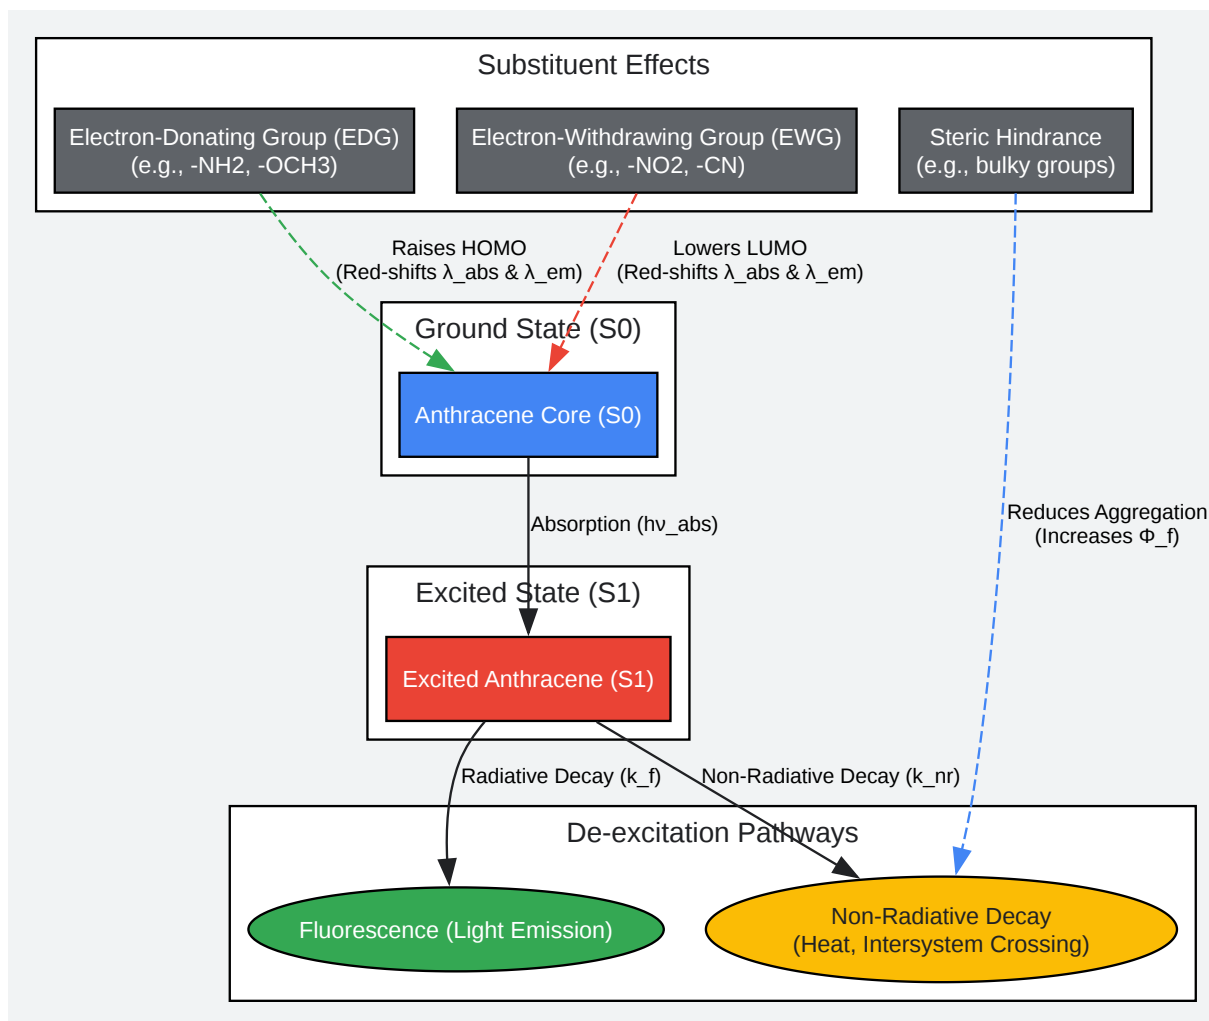 Substituent Effects
Electron-Donating Group (EDG)
(e.g., -NH2, -OCH3)
Electron-Withdrawing Group (EWG)
(e.g., -NO2, -CN)
Steric Hindrance
(e.g., bulky groups)
Raises HOMO
(Red-shifts λ_abs & λ_em)
Lowers LUMO
(Red-shifts λ_abs & λ_em)
Ground State (S0)
Anthracene Core (S0)
Reduces Aggregation
(Increases Φ_f)
Absorption (hν_abs)
Excited State (S1)
Excited Anthracene (S1)
Radiative Decay (k_f)
Non-Radiative Decay (k_nr)
De-excitation Pathways
Fluorescence (Light Emission)
Non-Radiative Decay
(Heat, Intersystem Crossing)